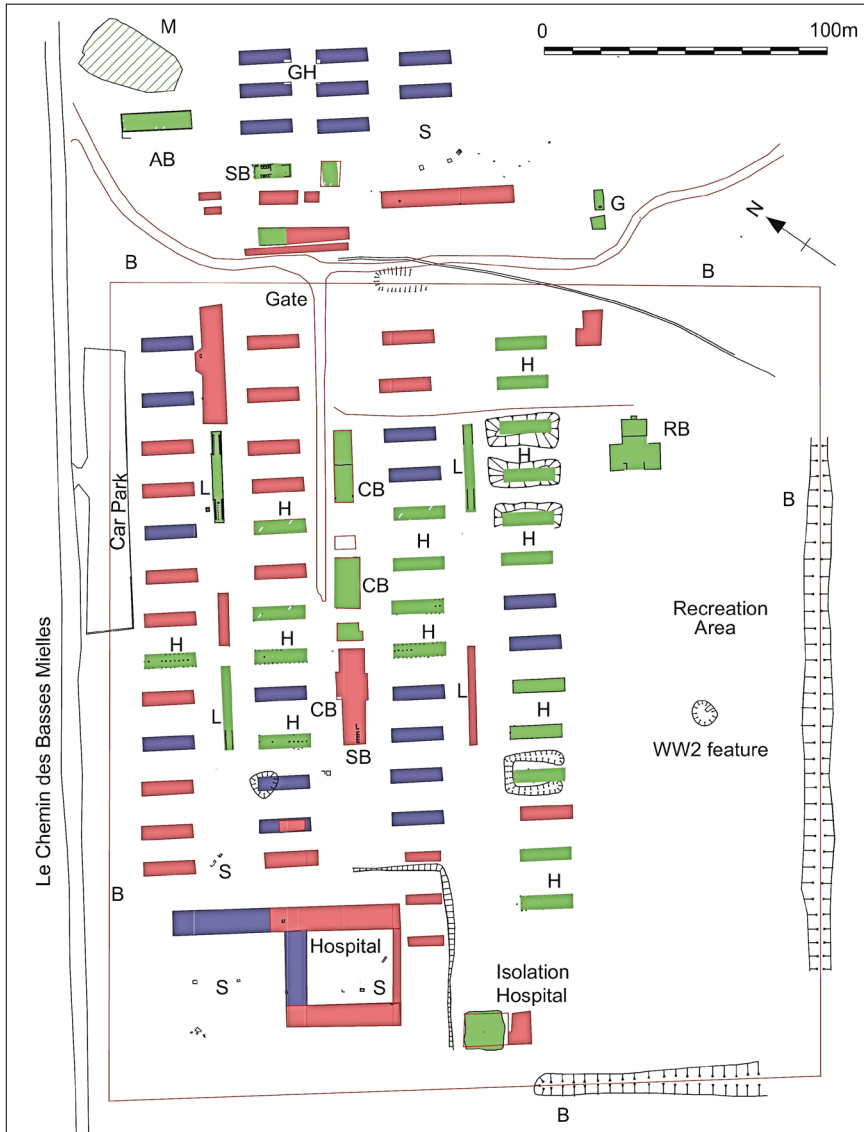 M
0 100m
GH
S
AB
SB
G
N
B
B
Gate
H
H
RB
L
CB
B
H
H
H
CB
Recreation
Area
H
H
H
L
CB
L
H
H
SB
WW2 feature
Car Park
Le Chemin des Basses Mielles
S
B
H
Hospital
Isolation
Hospital
S
S
B